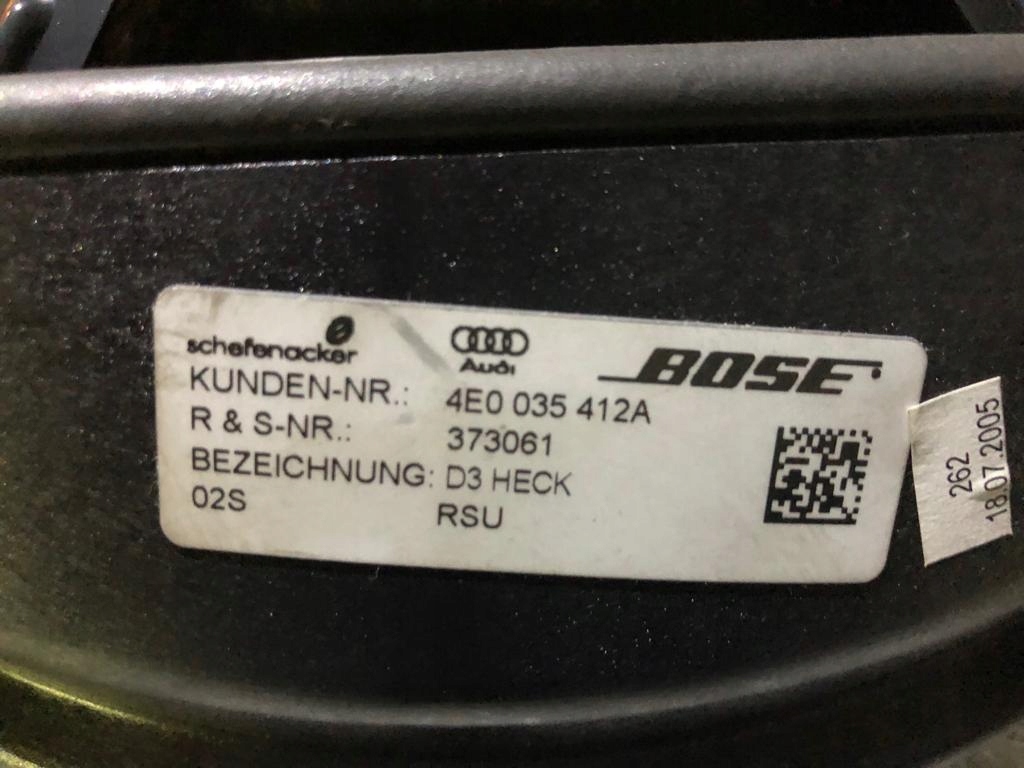 schefenacker
Audi
BOSE
KUNDEN-NR.: 4E0 035 412A
R & S-NR.: 373061
BEZEICHNUNG: D3 HECK
02S RSU
262
18.07.2005